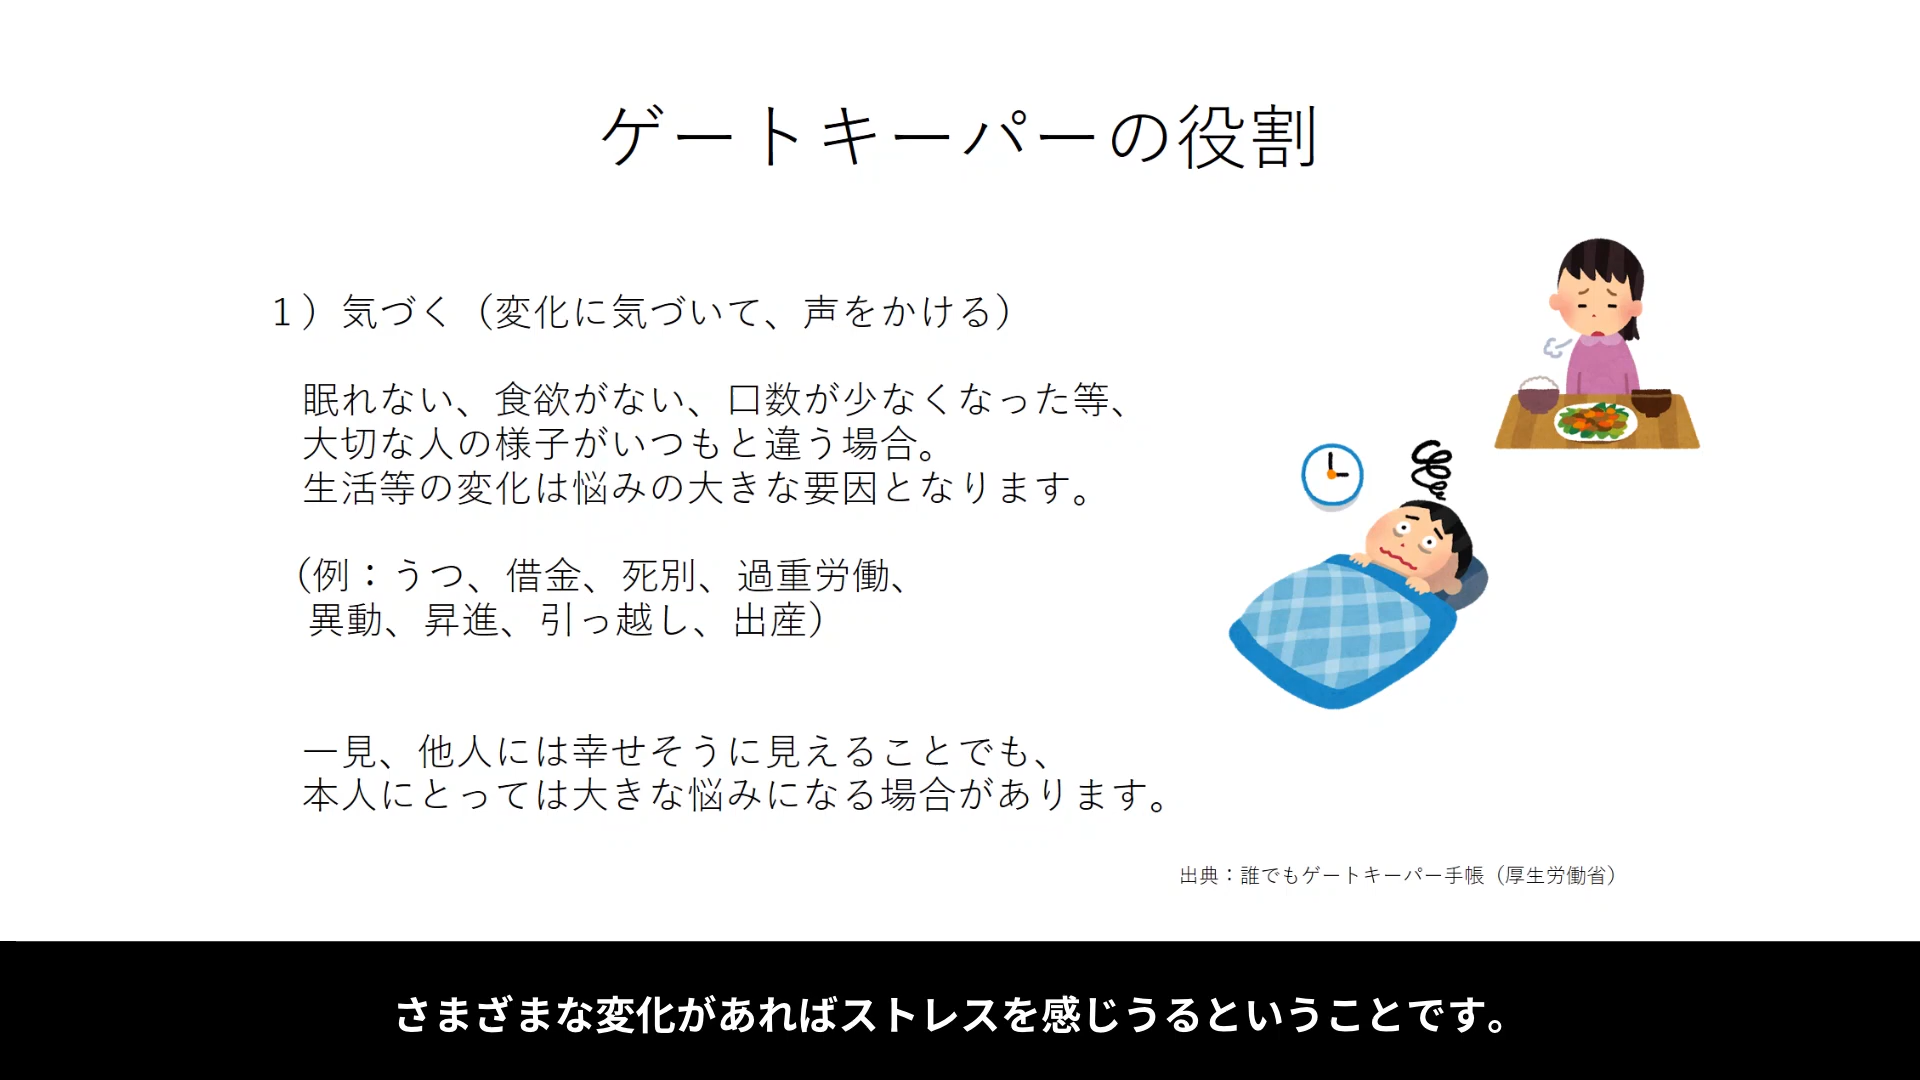 ゲートキーパーの役割
１）気づく（変化に気づいて、声をかける）
眠れない、食欲がない、口数が少なくなった等、
大切な人の様子がいつもと違う場合。
生活等の変化は悩みの大きな要因となります。
（例：うつ、借金、死別、過重労働、
異動、昇進、引っ越し、出産）
一見、他人には幸せそうに見えることでも、
本人にとっては大きな悩みになる場合があります。
出典：誰でもゲートキーパー手帳（厚生労働省）
さまざまな変化があればストレスを感じうるということです。